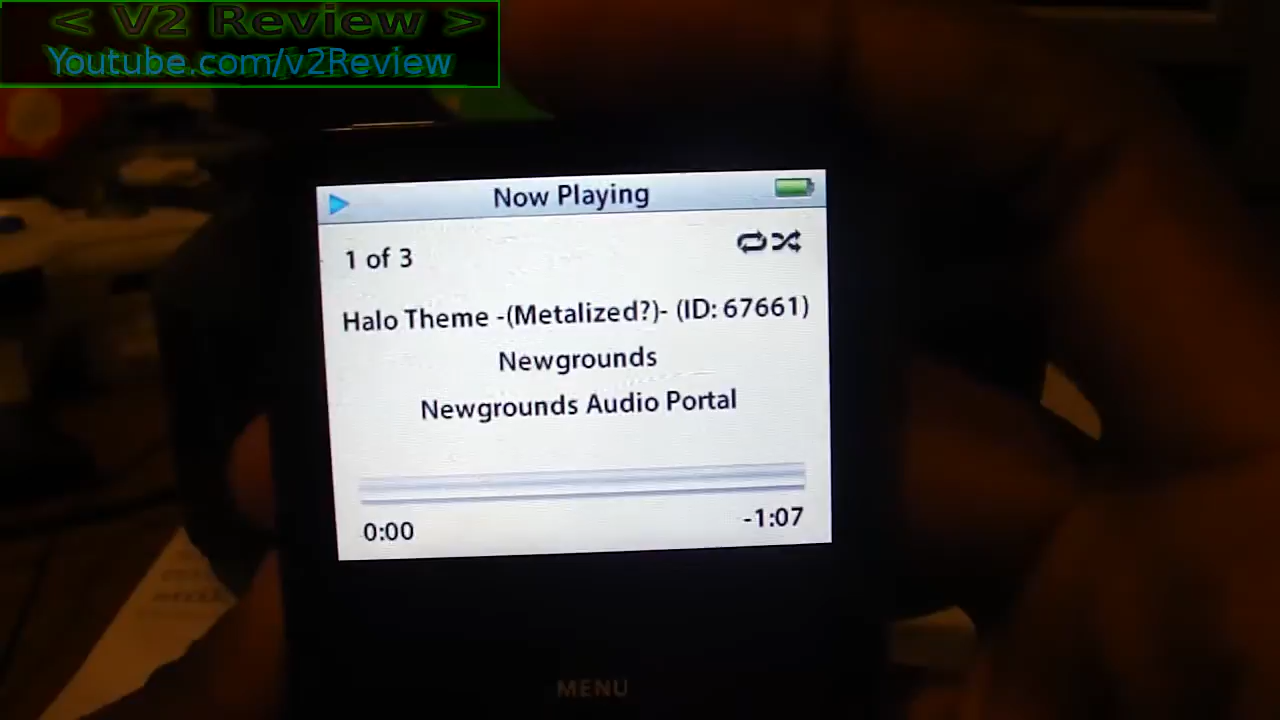 < V2 Review >
Youtube.com/v2Review
Now Playing
1 of 3
Halo Theme -(Metalized?)- (ID: 67661)
Newgrounds
Newgrounds Audio Portal
0:00
-1:07
MENU